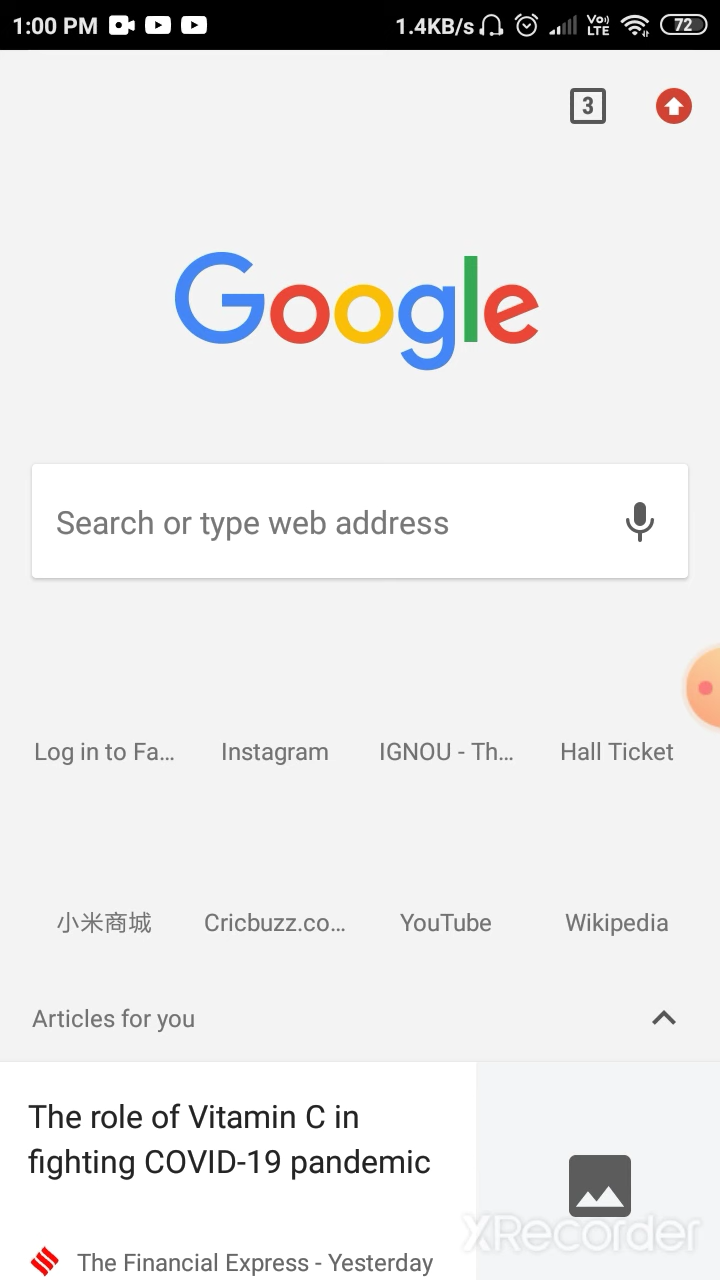 1:00 PM 1.4KB/s Vo) LTE 72
3
Google
Search or type web address
Log in to Fa... Instagram IGNOU - Th... Hall Ticket
小米商城 Cricbuzz.co... YouTube Wikipedia
Articles for you
The role of Vitamin C in
fighting COVID-19 pandemic
XRecorder
The Financial Express - Yesterday